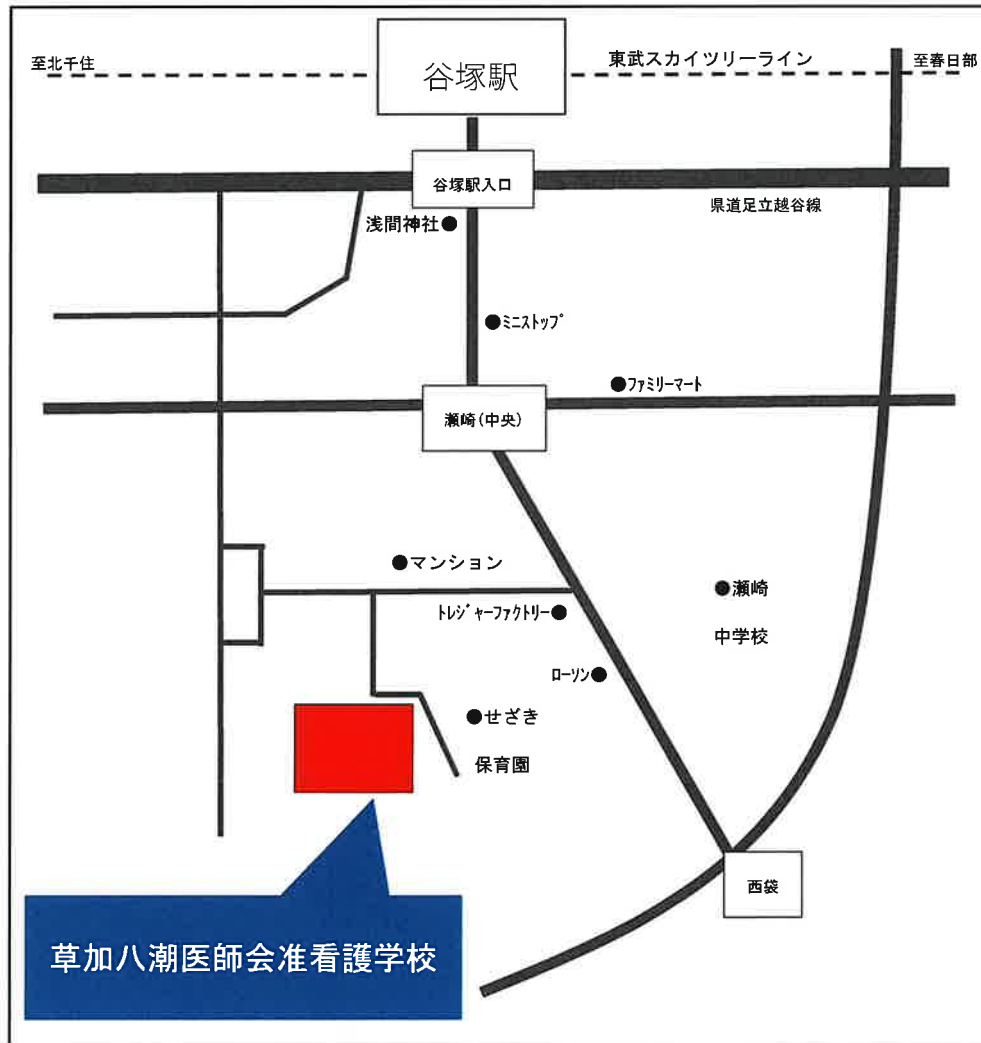 至北千住
谷塚駅
東武スカイツリーライン
至春日部
谷塚駅入口
県道足立越谷線
浅間神社●
●ﾐﾆｽﾄｯﾌﾟ
●ﾌｧﾐﾘｰﾏｰﾄ
瀬崎(中央)
●マンション
●瀬崎
中学校
ﾄﾚｼﾞｬｰﾌｧｸﾄﾘｰ●
ﾛｰｿﾝ●
●せざき
保育園
西袋
草加八潮医師会准看護学校